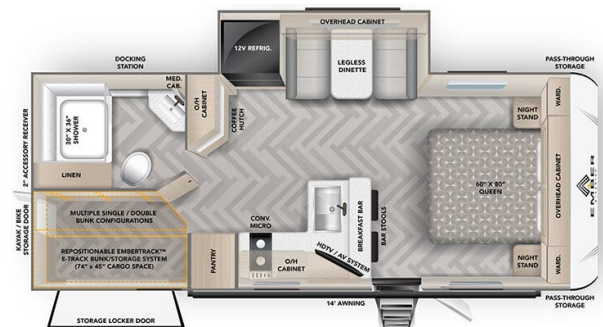 OVERHEAD CABINET
12V REFRIG.
LEGLESS
DINETTE
DOCKING
STATION
PASS-THROUGH
STORAGE
MED.
CAB.
O/H
CABINET
COFFEE
HUTCH
2" ACCESSORY RECEIVER
30" X 36"
SHOWER
LINEN
NIGHT
STAND
WARD.
60" X 80"
QUEEN
OVERHEAD CABINET
EMBER
KAYAK / BIKE
STORAGE DOOR
MULTIPLE SINGLE / DOUBLE
BUNK CONFIGURATIONS
REPOSITIONABLE EMBERTRACK™
E-TRACK BUNK/STORAGE SYSTEM
(74" x 45" CARGO SPACE)
PANTRY
CONV.
MICRO
O/H
CABINET
HDTV / AV SYSTEM
BREAKFAST BAR
BAR STOOLS
NIGHT
STAND
WARD.
STORAGE LOCKER DOOR
14' AWNING
PASS-THROUGH
STORAGE